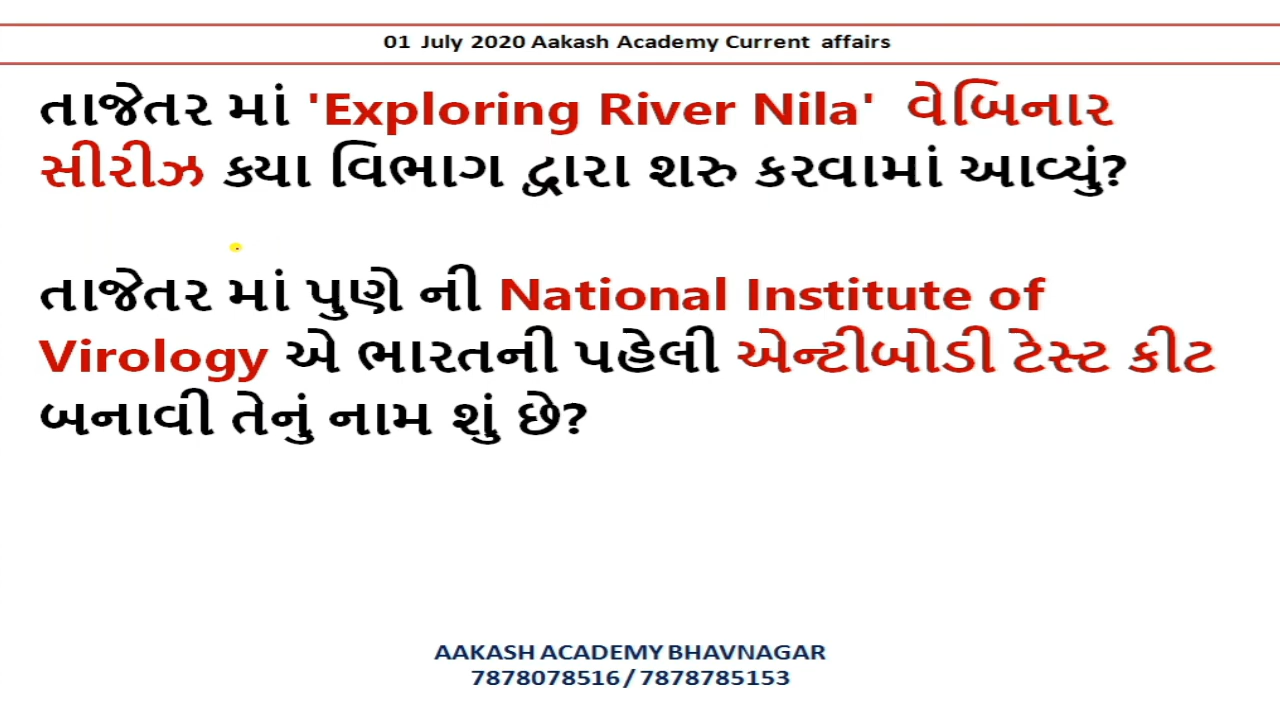 01 July 2020 Aakash Academy Current affairs
તાજેતર માં 'Exploring River Nila' વેબિનાર
સીરીઝ ક્યા વિભાગ દ્વારા શરુ કરવામાં આવ્યું?
તાજેતર માં પુણે ની National Institute of
Virology એ ભારતની પહેલી એન્ટીબોડી ટેસ્ટ કીટ
બનાવી તેનું નામ શું છે?
AAKASH ACADEMY BHAVNAGAR
7878078516 / 7878785153